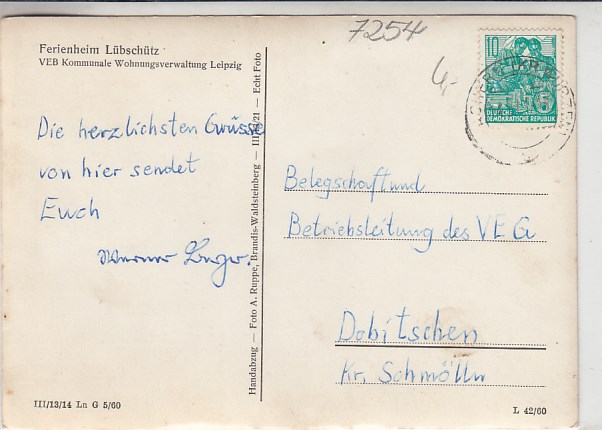 7254
4,-
Ferienheim Lübschütz
VEB Kommunale Wohnungsverwaltung Leipzig
Die herzlichsten Grüsse
von hier sendet
Euch
Werner
III/13/14 Ln G 5/60
Handabzug — Foto A. Ruppe, Brandis-Waldsteinberg — Echt Foto
10
DEUTSCHE
DEMOKRATISCHE REPUBLIK
Belegschaft und
Betriebsleitung des VEG
Dobitschen
Kr. Schmölln
L 42/60